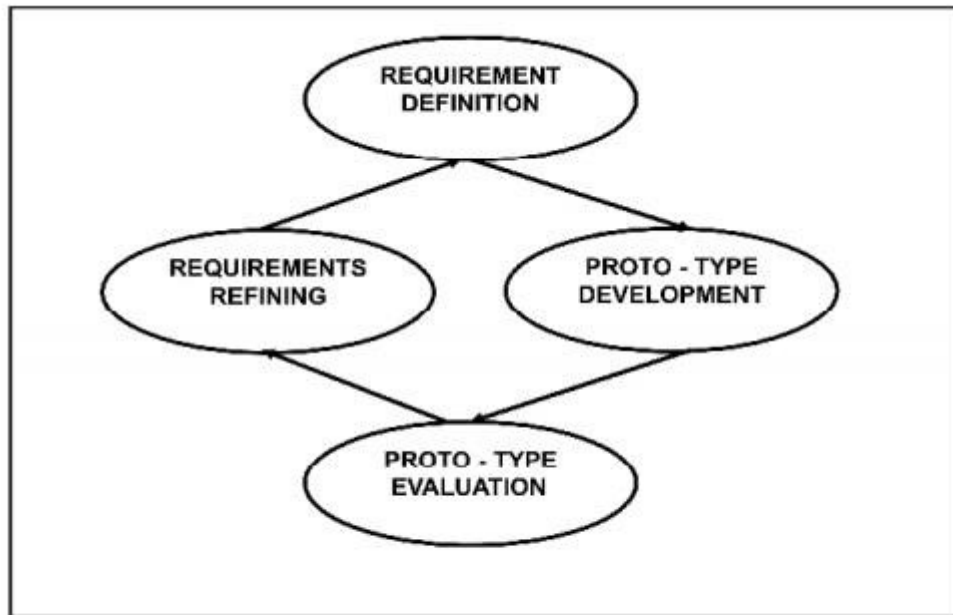 REQUIREMENT
DEFINITION
REQUIREMENTS
REFINING
PROTO - TYPE
DEVELOPMENT
PROTO - TYPE
EVALUATION